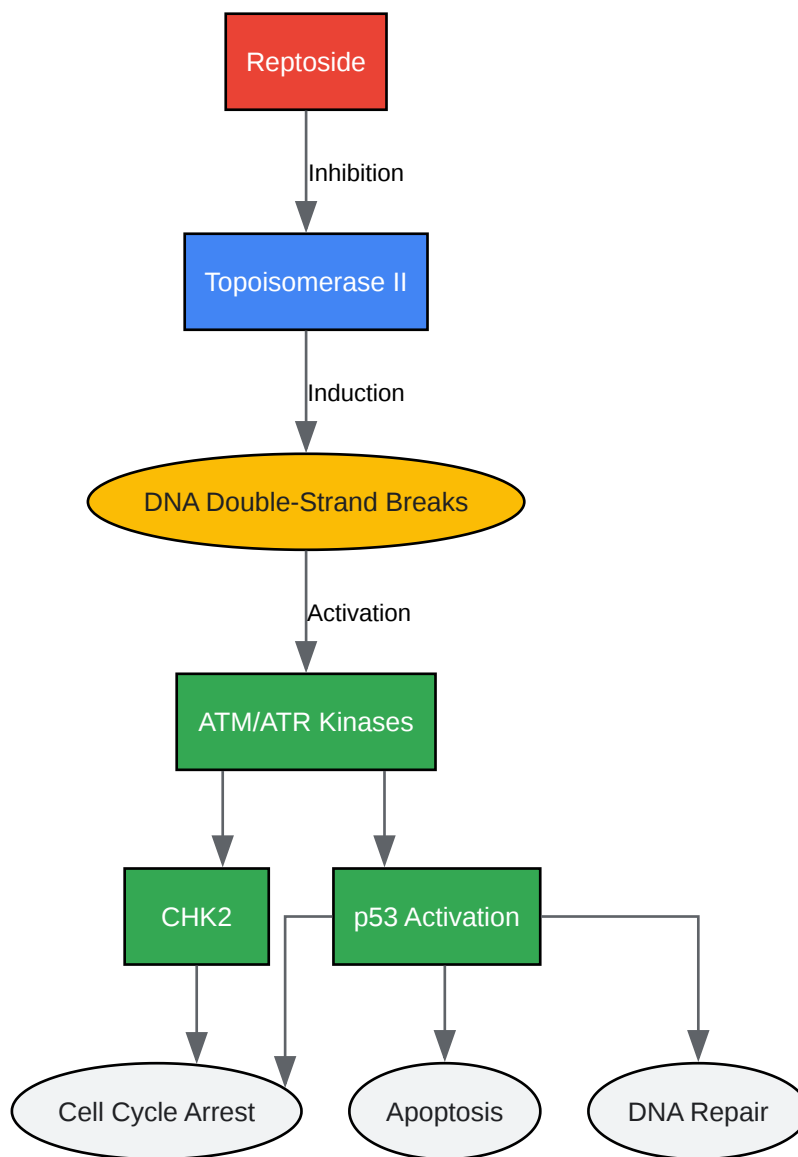 Reptoside
Inhibition
Topoisomerase II
Induction
DNA Double-Strand Breaks
Activation
ATM/ATR Kinases
CHK2
p53 Activation
Cell Cycle Arrest
Apoptosis
DNA Repair